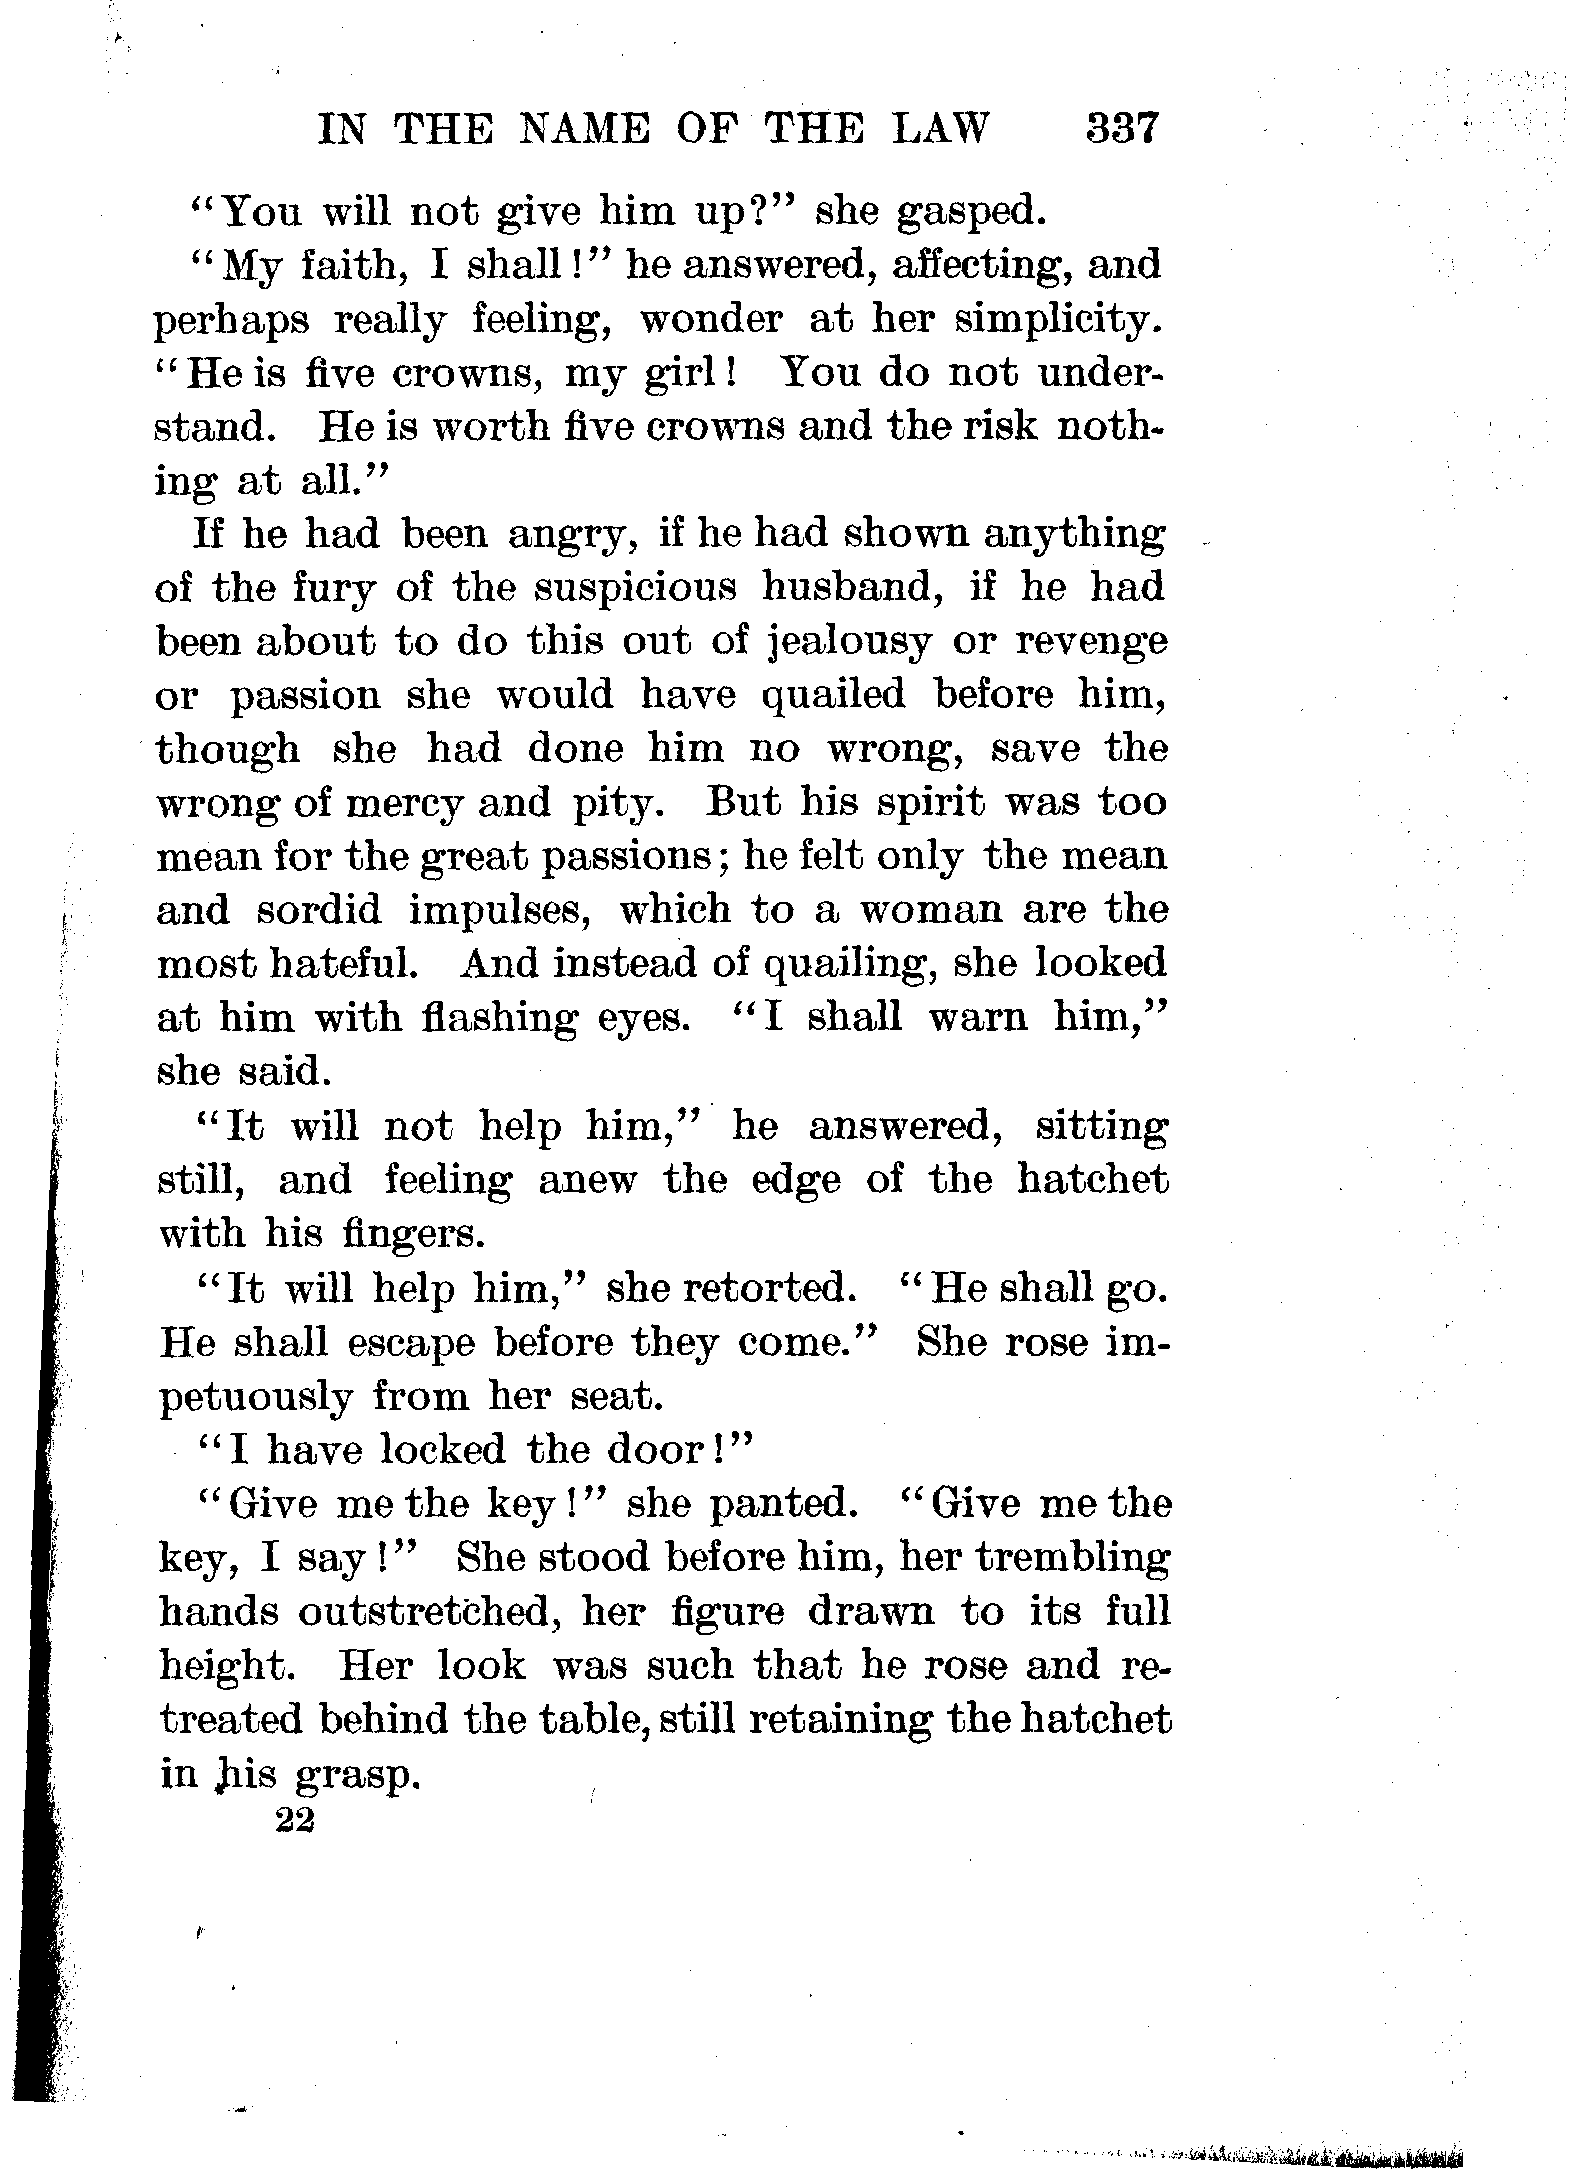 IN THE NAME OF THE LAW 337
"You will not give him up?" she gasped.
"My faith, I shall!" he answered, affecting, and
perhaps really feeling, wonder at her simplicity.
"He is five crowns, my girl! You do not under-
stand. He is worth five crowns and the risk noth-
ing at all."
If he had been angry, if he had shown anything
of the fury of the suspicious husband, if he had
been about to do this out of jealousy or revenge
or passion she would have quailed before him,
though she had done him no wrong, save the
wrong of mercy and pity. But his spirit was too
mean for the great passions; he felt only the mean
and sordid impulses, which to a woman are the
most hateful. And instead of quailing, she looked
at him with flashing eyes. "I shall warn him,"
she said.
"It will not help him," he answered, sitting
still, and feeling anew the edge of the hatchet
with his fingers.
"It will help him," she retorted. "He shall go.
He shall escape before they come." She rose im-
petuously from her seat.
"I have locked the door!"
"Give me the key!" she panted. "Give me the
key, I say!" She stood before him, her trembling
hands outstretched, her figure drawn to its full
height. Her look was such that he rose and re-
treated behind the table, still retaining the hatchet
in his grasp.
22